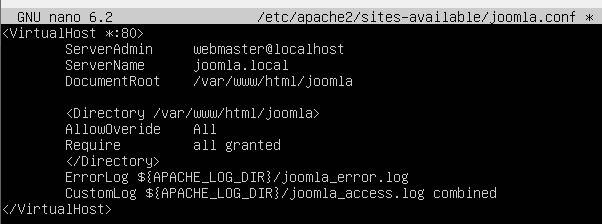 GNU nano 6.2 /etc/apache2/sites-available/joomla.conf *
<VirtualHost *:80>
ServerAdmin webmaster@localhost
ServerName joomla.local
DocumentRoot /var/www/html/joomla
<Directory /var/www/html/joomla>
AllowOveride All
Require all granted
</Directory>
ErrorLog ${APACHE_LOG_DIR}/joomla_error.log
CustomLog ${APACHE_LOG_DIR}/joomla_access.log combined
</VirtualHost>